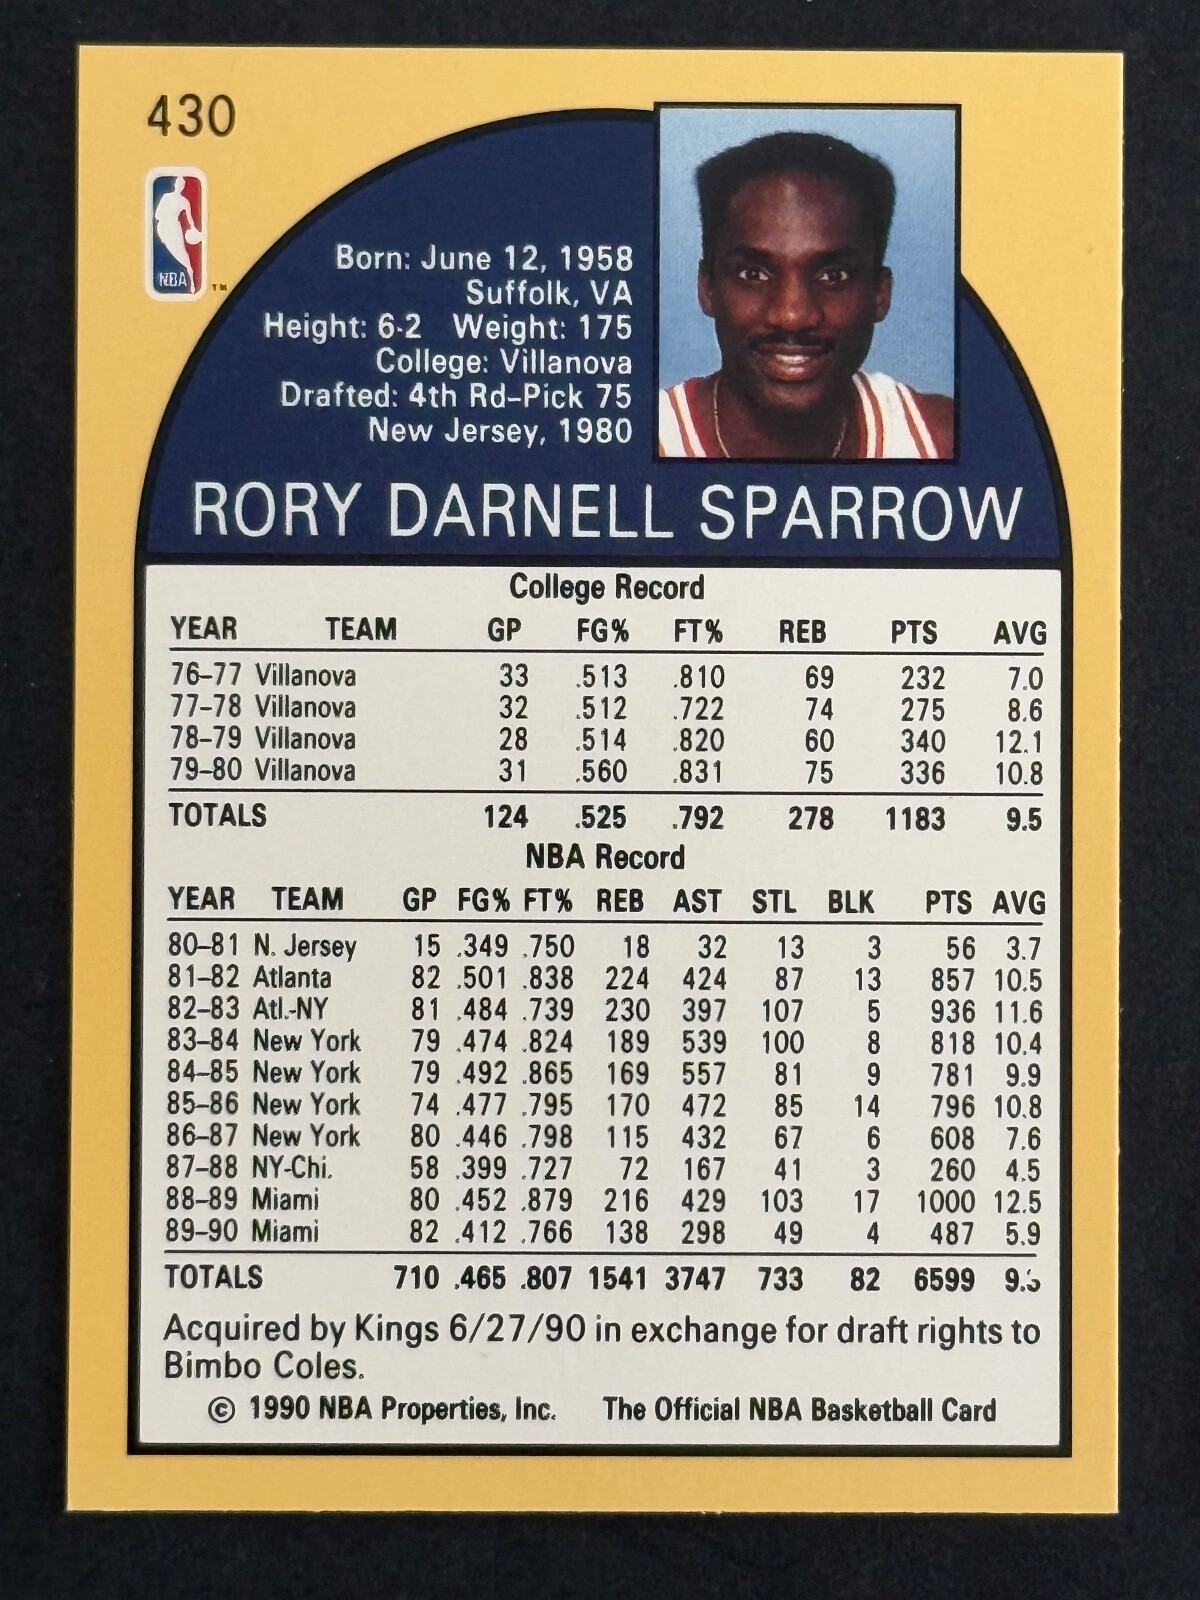 430
NBA
TM
Born: June 12, 1958
Suffolk, VA
Height: 6-2 Weight: 175
College: Villanova
Drafted: 4th Rd-Pick 75
New Jersey, 1980
RORY DARNELL SPARROW
College Record
YEAR TEAM GP FG% FT% REB PTS AVG
76-77 Villanova 33 .513 .810 69 232 7.0
77-78 Villanova 32 .512 .722 74 275 8.6
78-79 Villanova 28 .514 .820 60 340 12.1
79-80 Villanova 31 .560 .831 75 336 10.8
TOTALS 124 .525 .792 278 1183 9.5
NBA Record
YEAR TEAM GP FG% FT% REB AST STL BLK PTS AVG
80-81 N. Jersey 15 .349 .750 18 32 13 3 56 3.7
81-82 Atlanta 82 .501 .838 224 424 87 13 857 10.5
82-83 Atl.-NY 81 .484 .739 230 397 107 5 936 11.6
83-84 New York 79 .474 .824 189 539 100 8 818 10.4
84-85 New York 79 .492 .865 169 557 81 9 781 9.9
85-86 New York 74 .477 .795 170 472 85 14 796 10.8
86-87 New York 80 .446 .798 115 432 67 6 608 7.6
87-88 NY-Chi. 58 .399 .727 72 167 41 3 260 4.5
88-89 Miami 80 .452 .879 216 429 103 17 1000 12.5
89-90 Miami 82 .412 .766 138 298 49 4 487 5.9
TOTALS 710 .465 .807 1541 3747 733 82 6599
Acquired by Kings 6/27/90 in exchange for draft rights to
Bimbo Coles.
© 1990 NBA Properties, Inc. The Official NBA Basketball Card